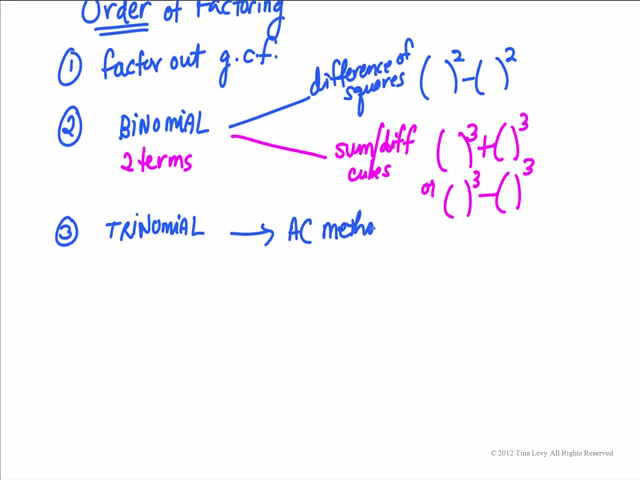 Order of Factoring
① factor out g.c.f.
② BiNomiAL
2 terms
difference of
squares
( )² - ( )²
sum/diff
cubes
( )³ + ( )³
or ( )³ - ( )³
③ TRiNomiAL → AC metho
© 2012 Tina Levy All Rights Reserved